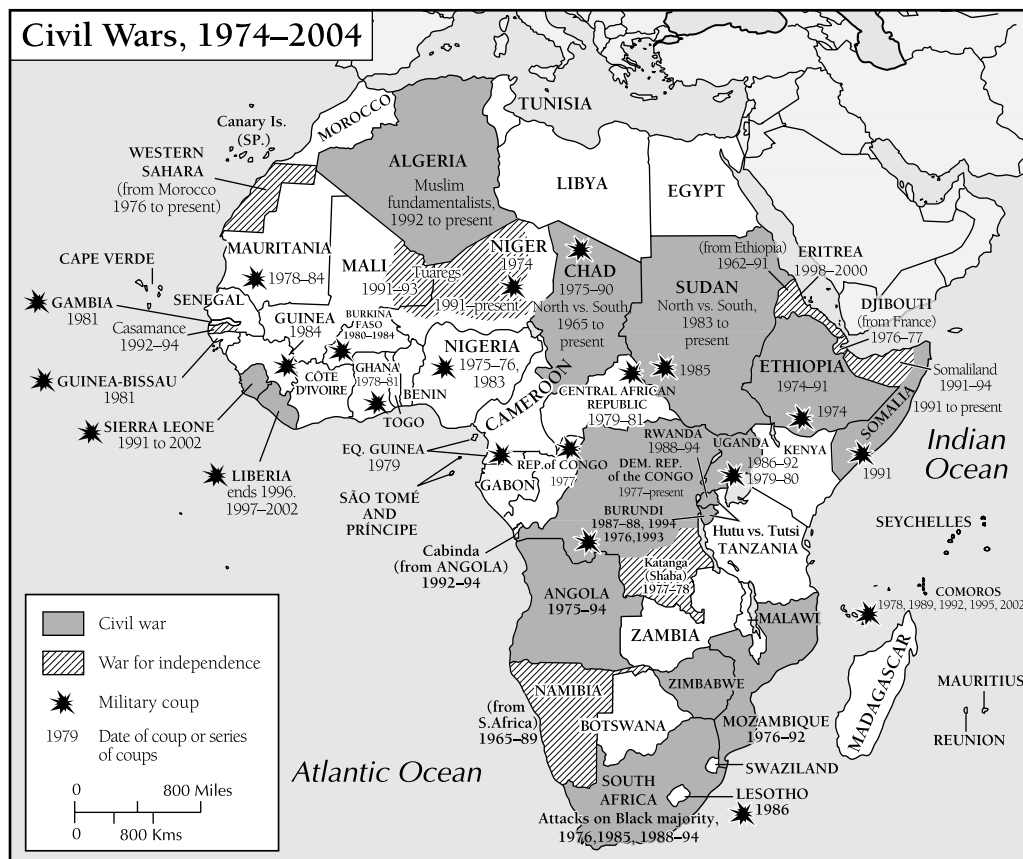 Civil Wars, 1974–2004
TUNISIA
MOROCCO
Canary Is.
(SP.)
WESTERN
SAHARA
(from Morocco
1976 to present)
ALGERIA
Muslim
fundamentalists,
1992 to present
LIBYA
EGYPT
MAURITANIA
1978–84
MALI
1991–93
Tuaregs
1991–present
NIGER
1974
CHAD
1975–90
North vs. South,
1965 to
present
SUDAN
North vs. South,
1983 to
present
1985
(from Ethiopia)
1962–91
ERITREA
1998–2000
DJIBOUTI
(from France)
1976–77
CAPE VERDE
GAMBIA
1981
SENEGAL
Casamance
1992–94
GUINEA
1984
BURKINA
FASO
1980–1984
NIGERIA
1975–76,
1983
ETHIOPIA
1974–91
1974
Somaliland
1991–94
SOMALIA
1991 to present
1991
GUINEA-BISSAU
1981
CÔTE
D'IVOIRE
GHANA
1978–81
BENIN
TOGO
CAMEROON
CENTRAL AFRICAN
REPUBLIC
1979–81
SIERRA LEONE
1991 to 2002
LIBERIA
ends 1996.
1997–2002
EQ. GUINEA
1979
SÃO TOMÉ
AND
PRÍNCIPE
REP.of CONGO
1977
GABON
RWANDA
1988–94
DEM. REP.
of the CONGO
1977–present
UGANDA
1986–92
1979–80
KENYA
Indian
Ocean
BURUNDI
1987–88, 1994
1976,1993
Hutu vs. Tutsi
TANZANIA
SEYCHELLES
Cabinda
(from ANGOLA)
1992–94
Katanga
(Shaba)
1977–78
ANGOLA
1975–94
COMOROS
1978, 1989, 1992, 1995, 2002
MALAWI
ZAMBIA
MADAGASCAR
NAMIBIA
(from
S.Africa)
1965–89
ZIMBABWE
BOTSWANA
MOZAMBIQUE
1976–92
MAURITIUS
REUNION
SWAZILAND
SOUTH
AFRICA
Attacks on Black majority,
1976,1985, 1988–94
LESOTHO
1986
Atlantic Ocean
Civil war
War for independence
Military coup
1979 Date of coup or series
of coups
0 800 Miles
0 800 Kms